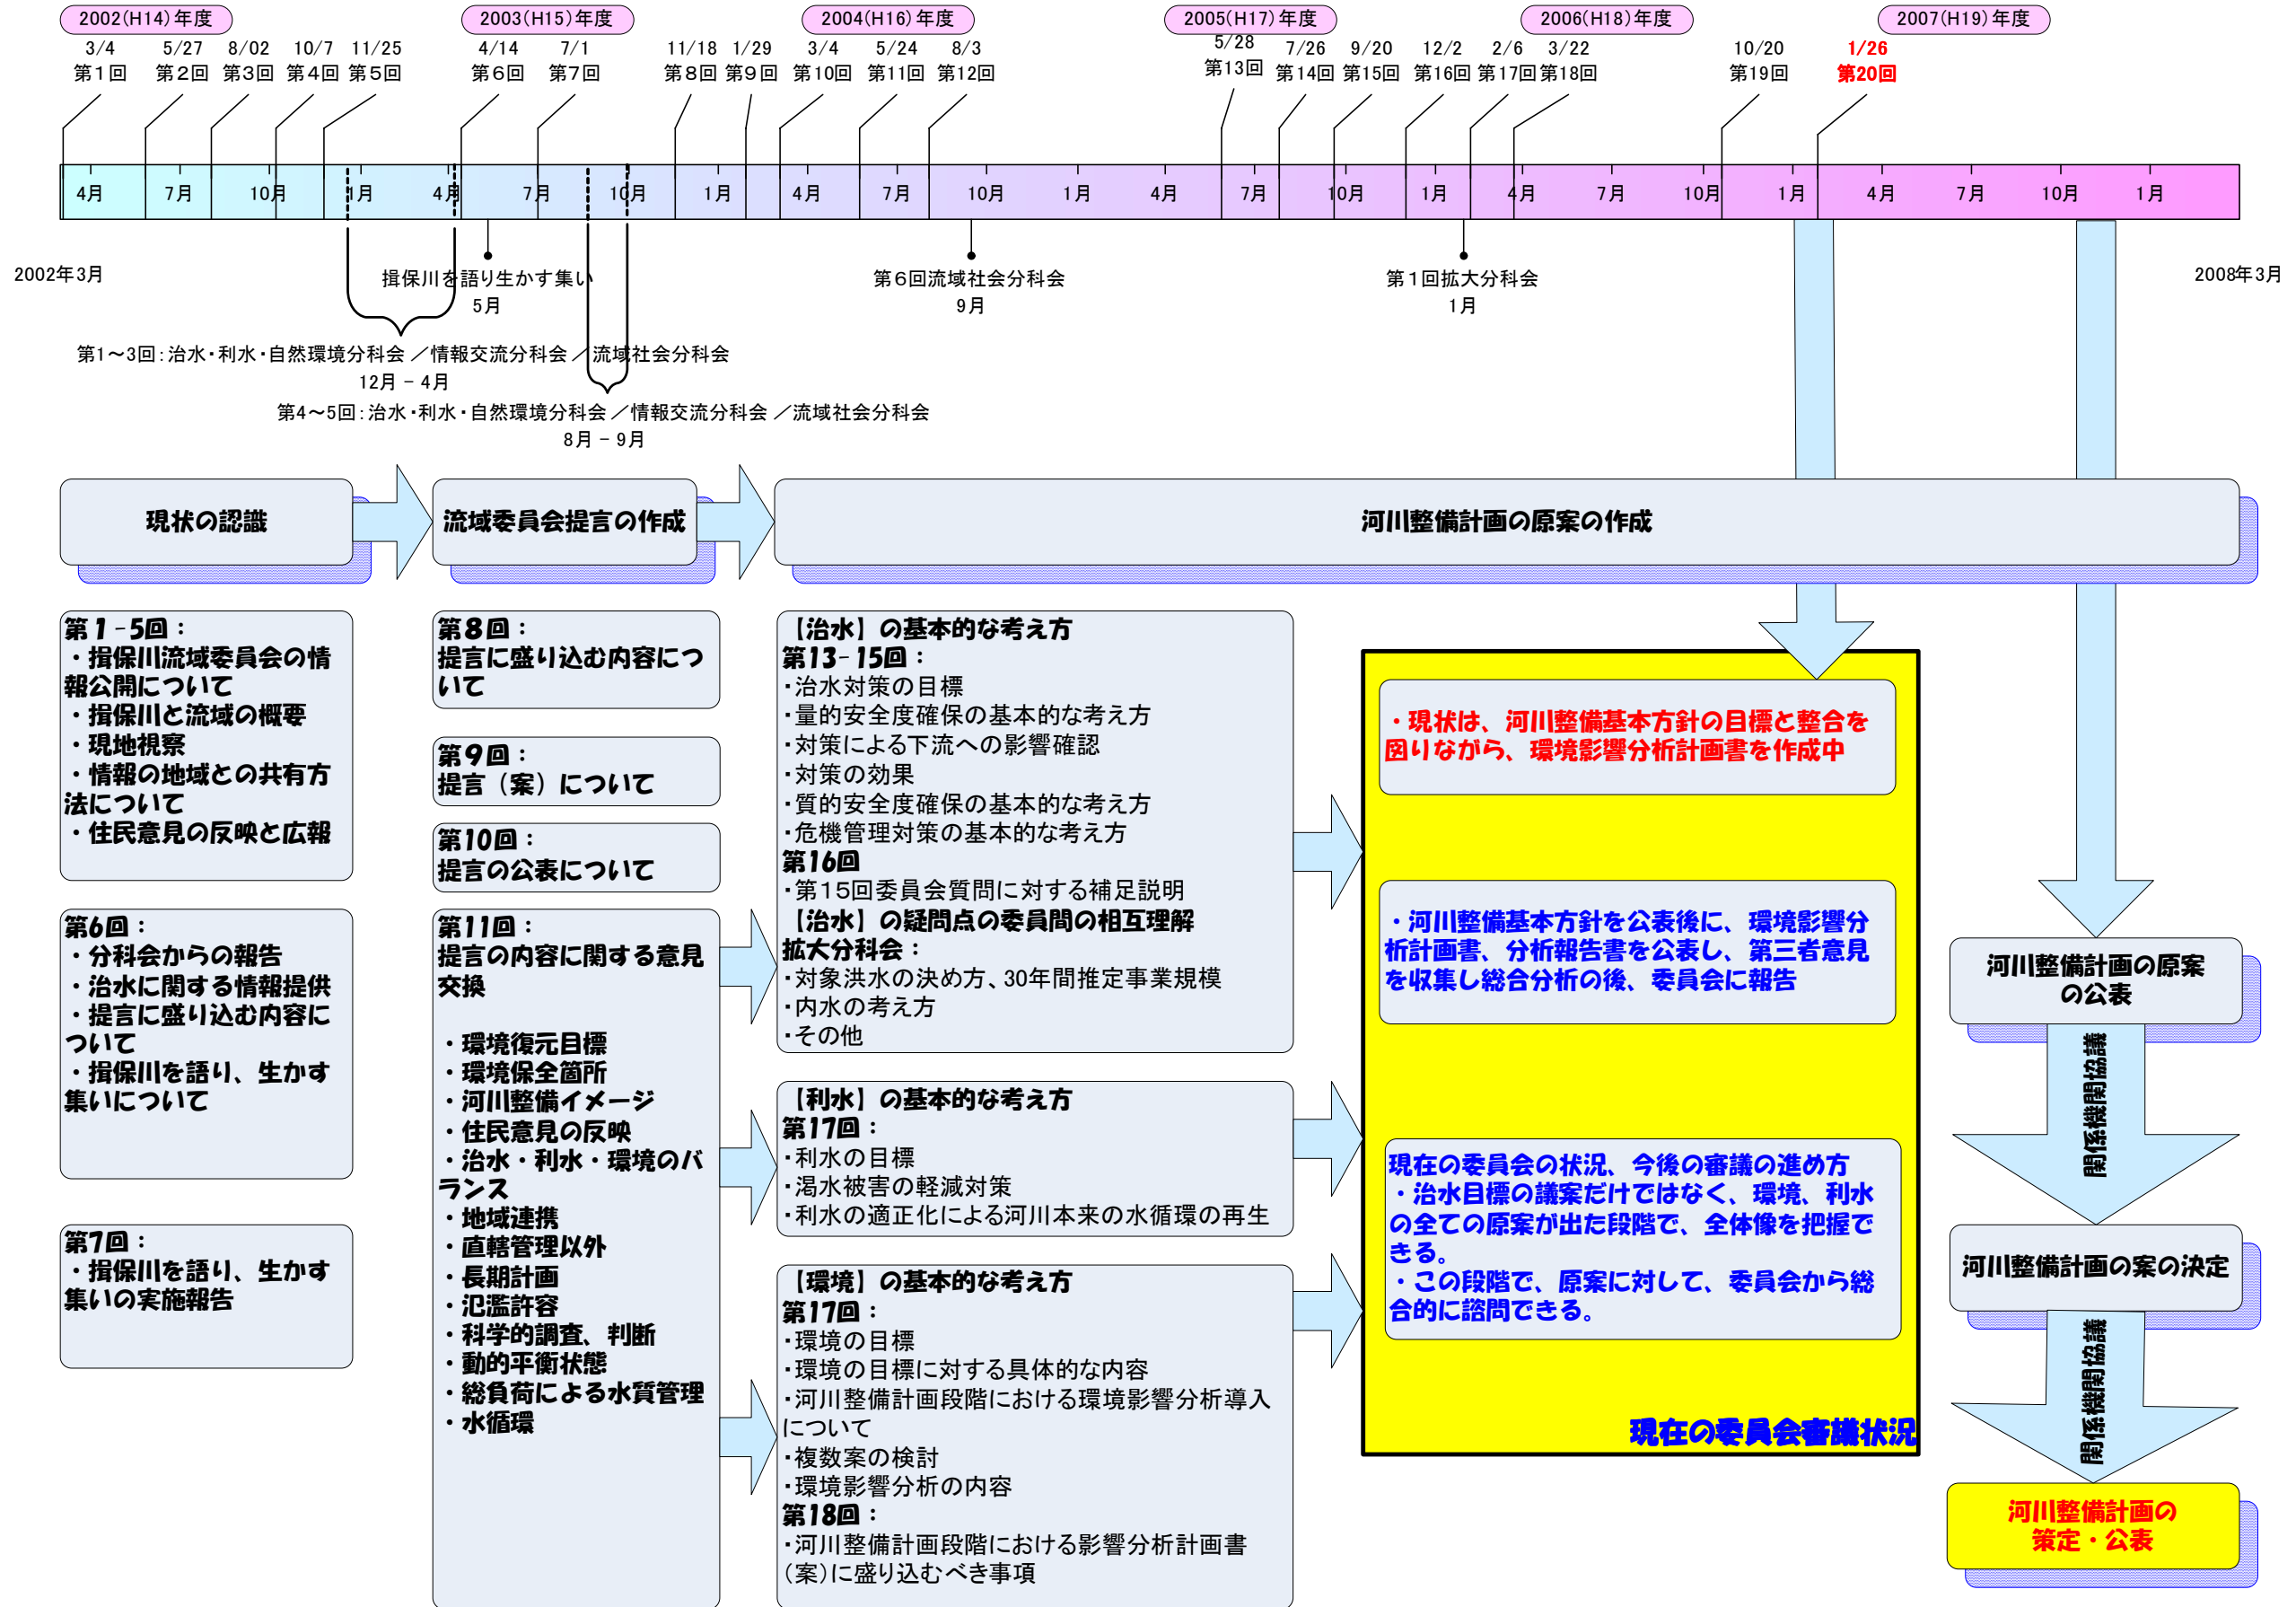 2002(H14)年度
2003(H15)年度
2004(H16)年度
2005(H17)年度
2006(H18)年度
2007(H19)年度
3/4
第1回
5/27
第2回
8/02
第3回
10/7
第4回
11/25
第5回
4/14
第6回
7/1
第7回
11/18
第8回
1/29
第9回
3/4
第10回
5/24
第11回
8/3
第12回
5/28
第13回
7/26
第14回
9/20
第15回
12/2
第16回
2/6
第17回
3/22
第18回
10/20
第19回
1/26
第20回
4月 7月 10月 1月 4月 7月 10月 1月 4月 7月 10月 1月 4月 7月 10月 1月 4月 7月 10月 1月 4月 7月 10月 1月
2002年3月
2008年3月
揖保川を語り生かす集い
5月
第6回流域社会分科会
9月
第1回拡大分科会
1月
第1~3回:治水・利水・自然環境分科会／情報交流分科会／流域社会分科会
12月 - 4月
第4~5回:治水・利水・自然環境分科会／情報交流分科会／流域社会分科会
8月 - 9月
現状の認識
流域委員会提言の作成
河川整備計画の原案の作成
第1-5回:
・揖保川流域委員会の情
報公開について
・揖保川と流域の概要
・現地視察
・情報の地域との共有方
法について
・住民意見の反映と広報
第6回:
・分科会からの報告
・治水に関する情報提供
・提言に盛り込む内容に
ついて
・揖保川を語り、生かす
集いについて
第7回:
・揖保川を語り、生かす
集いの実施報告
第8回:
提言に盛り込む内容につ
いて
第9回:
提言(案)について
第10回:
提言の公表について
第11回:
提言の内容に関する意見
交換
・環境復元目標
・環境保全箇所
・河川整備イメージ
・住民意見の反映
・治水・利水・環境のバ
ランス
・地域連携
・直轄管理以外
・長期計画
・氾濫許容
・科学的調査、判断
・動的平衡状態
・総負荷による水質管理
・水循環
【治水】の基本的な考え方
第13-15回:
・治水対策の目標
・量的安全度確保の基本的な考え方
・対策による下流への影響確認
・対策の効果
・質的安全度確保の基本的な考え方
・危機管理対策の基本的な考え方
第16回
・第15回委員会質問に対する補足説明
【治水】の疑問点の委員間の相互理解
拡大分科会:
・対象洪水の決め方、30年間推定事業規模
・内水の考え方
・その他
【利水】の基本的な考え方
第17回:
・利水の目標
・渇水被害の軽減対策
・利水の適正化による河川本来の水循環の再生
【環境】の基本的な考え方
第17回:
・環境の目標
・環境の目標に対する具体的な内容
・河川整備計画段階における環境影響分析導入
について
・複数案の検討
・環境影響分析の内容
第18回:
・河川整備計画段階における影響分析計画書
(案)に盛り込むべき事項
・現状は、河川整備基本方針の目標と整合を
図りながら、環境影響分析計画書を作成中
・河川整備基本方針を公表後に、環境影響分
析計画書、分析報告書を公表し、第三者意見
を収集し総合分析の後、委員会に報告
現在の委員会の状況、今後の審議の進め方
・治水目標の議案だけではなく、環境、利水
の全ての原案が出た段階で、全体像を把握で
きる。
・この段階で、原案に対して、委員会から総
合的に諮問できる。
現在の委員会審議状況
河川整備計画の原案
の公表
関係機関協議
河川整備計画の案の決定
関係機関協議
河川整備計画の
策定・公表